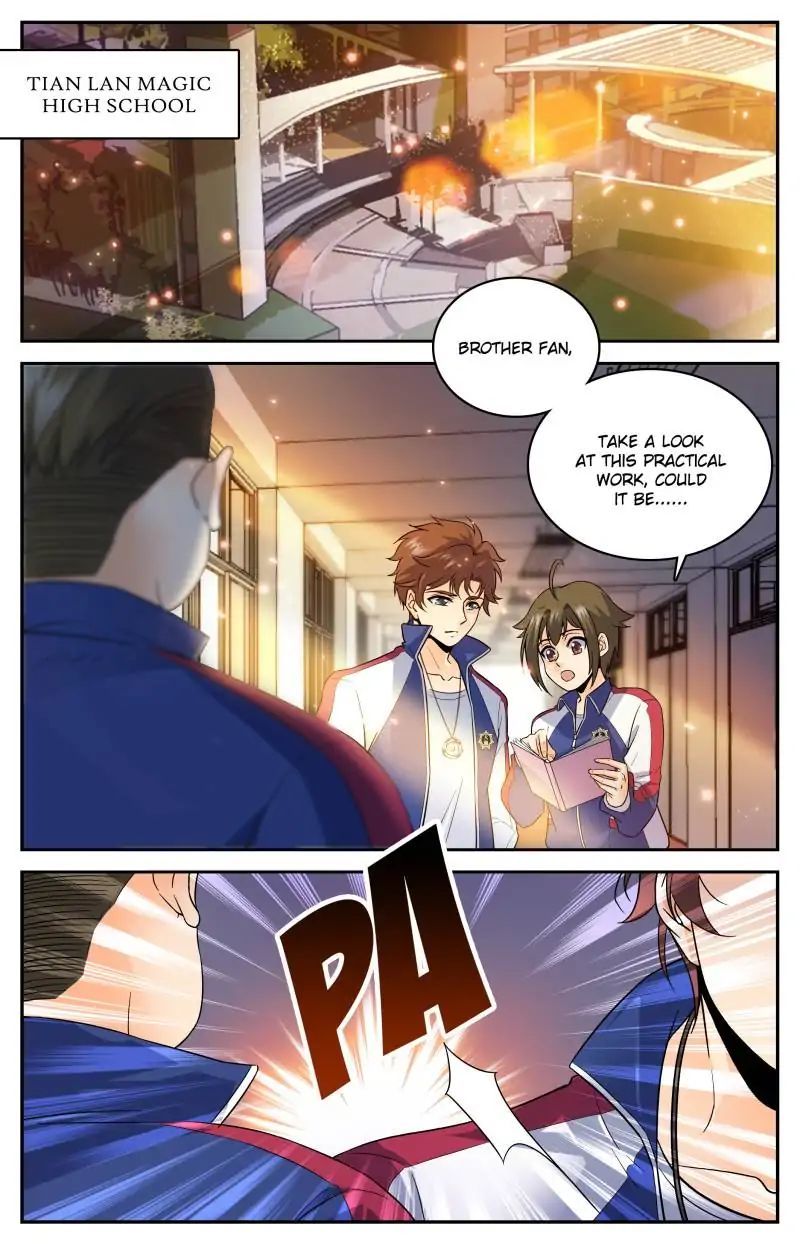 TIAN LAN MAGIC
HIGH SCHOOL
BROTHER FAN,
TAKE A LOOK
AT THIS PRACTICAL
WORK, COULD
IT BE......
PA